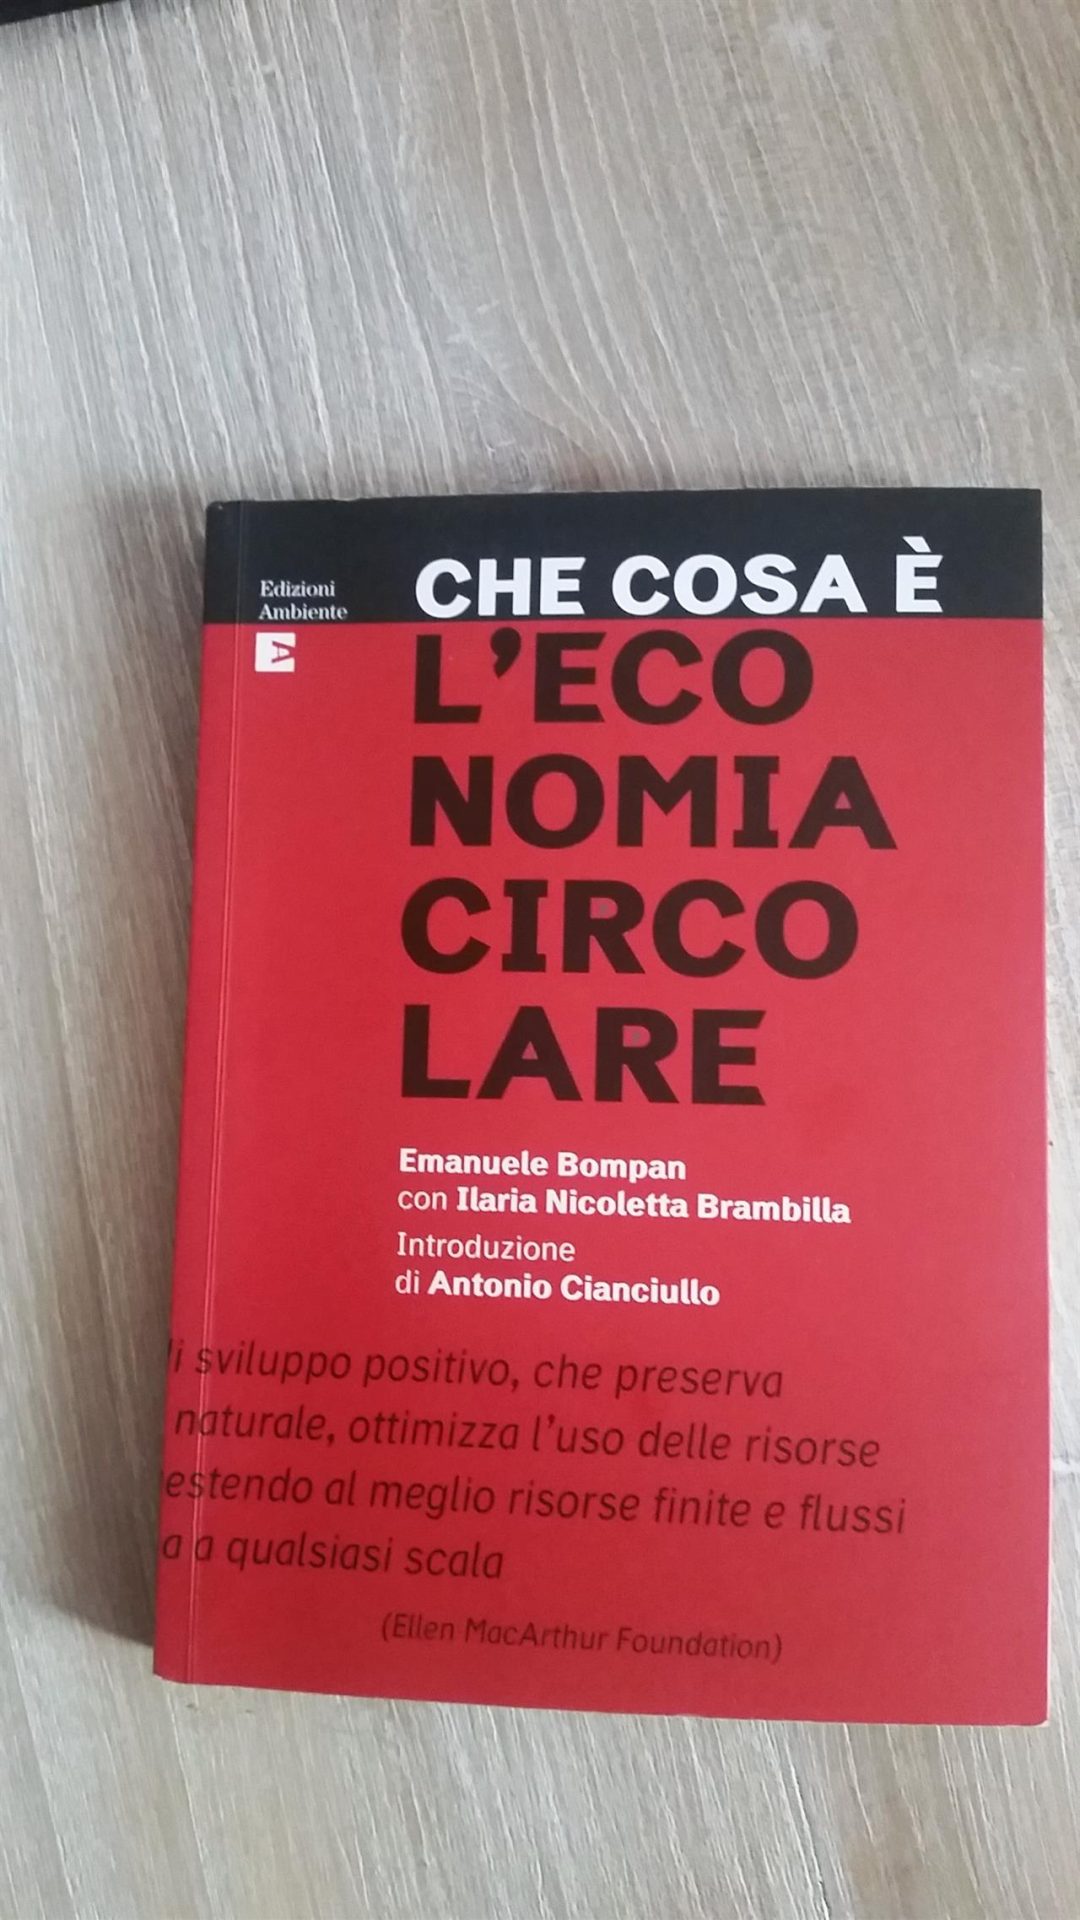 Edizioni
Ambiente
A
CHE COSA È
L'ECO
NOMIA
CIRCO
LARE
Emanuele Bompan
con Ilaria Nicoletta Brambilla
Introduzione
di Antonio Cianciullo
i sviluppo positivo, che preserva
naturale, ottimizza l'uso delle risorse
estendo al meglio risorse finite e flussi
a a qualsiasi scala
(Ellen MacArthur Foundation)